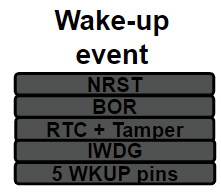 Wake-up
event
NRST
BOR
RTC + Tamper
IWDG
5 WKUP pins